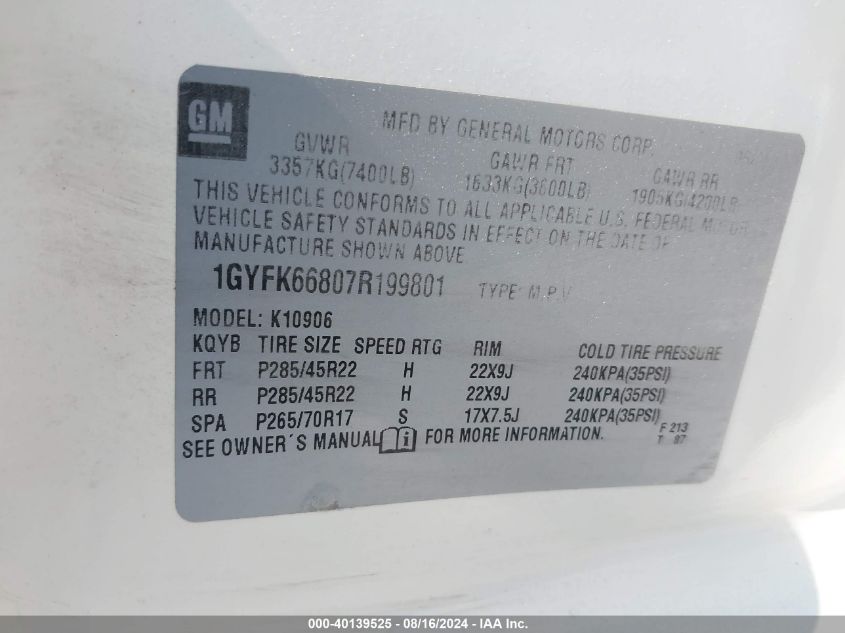 GM
MFD BY GENERAL MOTORS CORP.
GVWR GAWR FRT GAWR RR
3357KG(7400LB) 1633KG(3600LB) 1905KG(4200LB
THIS VEHICLE CONFORMS TO ALL APPLICABLE U.S. FEDERAL MOTOR
VEHICLE SAFETY STANDARDS IN EFFECT ON THE DATE OF
MANUFACTURE SHOWN ABOVE
1GYFK66807R199801 TYPE: M.P.V
MODEL: K10906
KQYB TIRE SIZE SPEED RTG RIM COLD TIRE PRESSURE
FRT P285/45R22 H 22X9J 240KPA(35PSI)
RR P285/45R22 H 22X9J 240KPA(35PSI)
SPA P265/70R17 S 17X7.5J 240KPA(35PSI)
SEE OWNER´S MANUAL i FOR MORE INFORMATION.
F 213
T 87
000-40139525 - 08/16/2024 - IAA Inc.